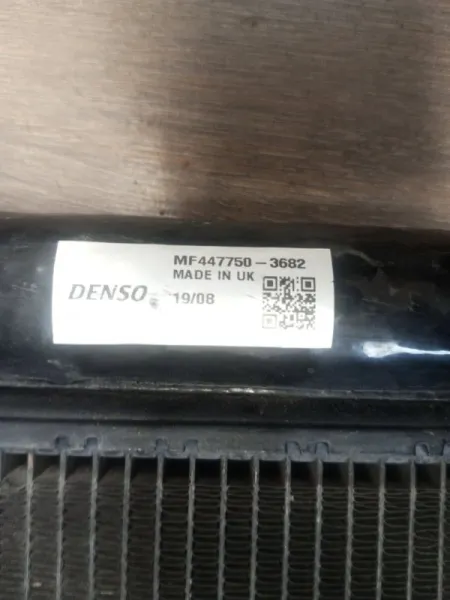 MF447750-3682
MADE IN UK
DENSO
19/08